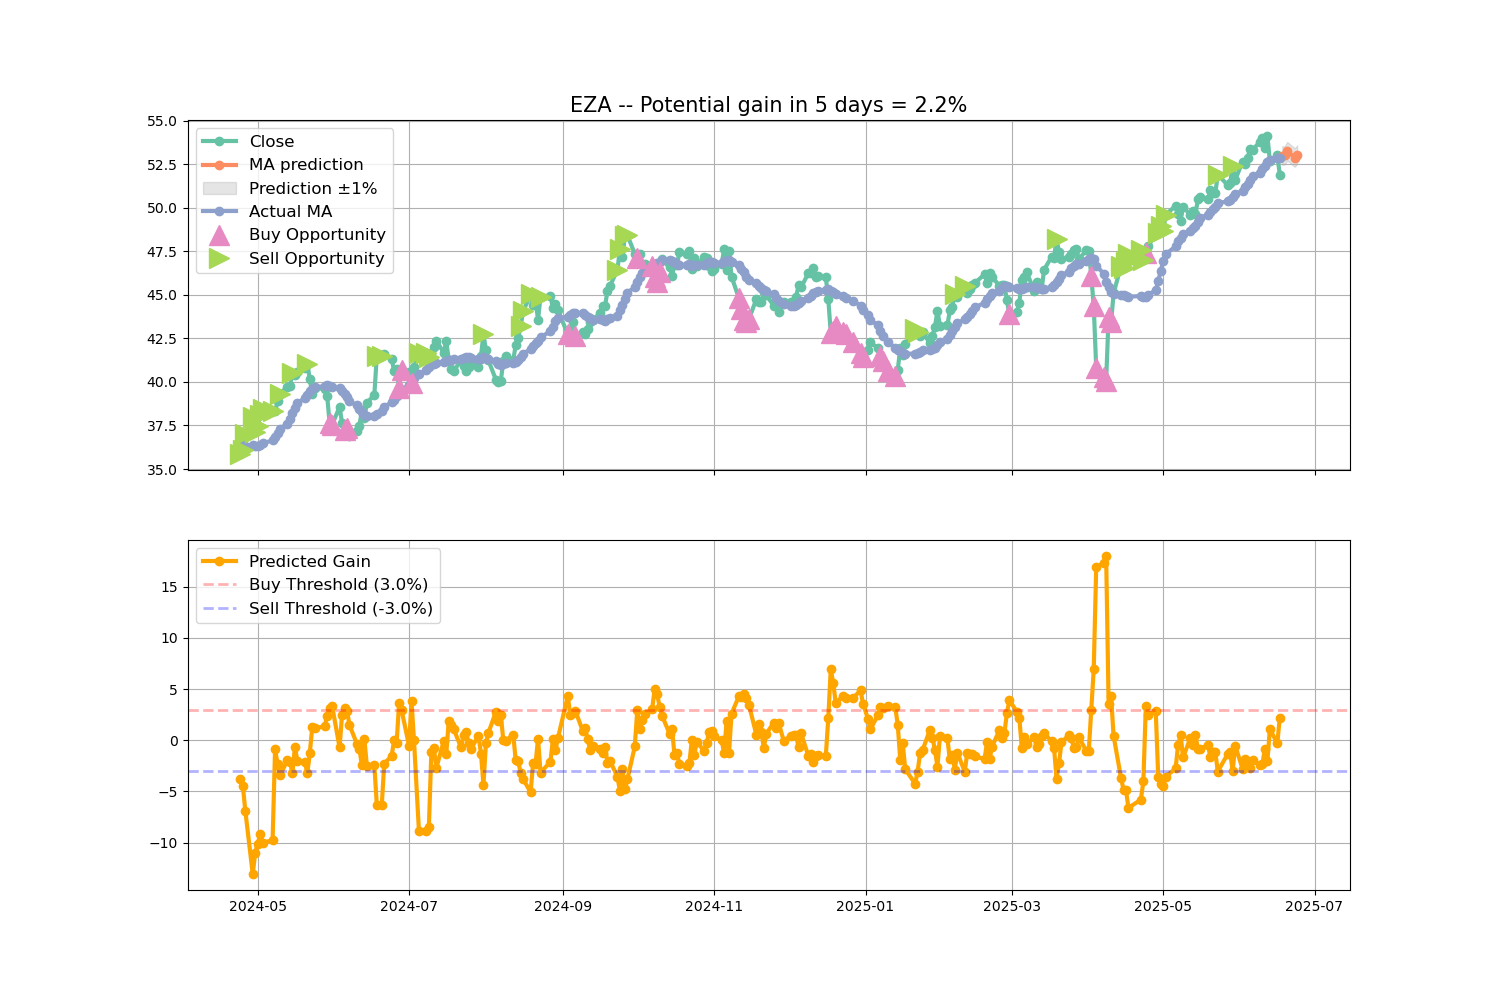 EZA -- Potential gain in 5 days = 2.2%
55.0
52.5
50.0
47.5
45.0
42.5
40.0
37.5
35.0
Close
MA prediction
Prediction ±1%
Actual MA
Buy Opportunity
Sell Opportunity
15
10
5
0
−5
−10
Predicted Gain
Buy Threshold (3.0%)
Sell Threshold (-3.0%)
2024-05
2024-07
2024-09
2024-11
2025-01
2025-03
2025-05
2025-07